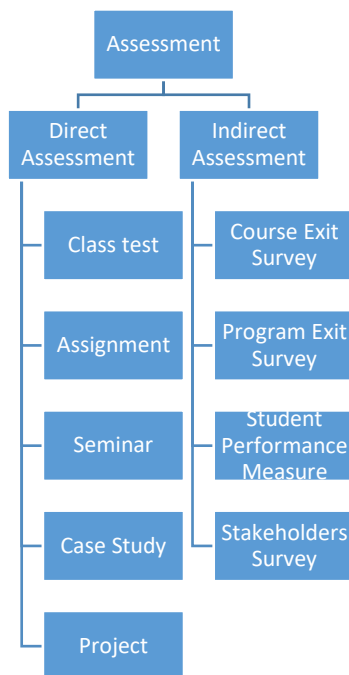 Assessment
Direct
Assessment
Indirect
Assessment
Class test
Course Exit
Survey
Assignment
Program Exit
Survey
Seminar
Student
Performance
Measure
Case Study
Stakeholders
Survey
Project